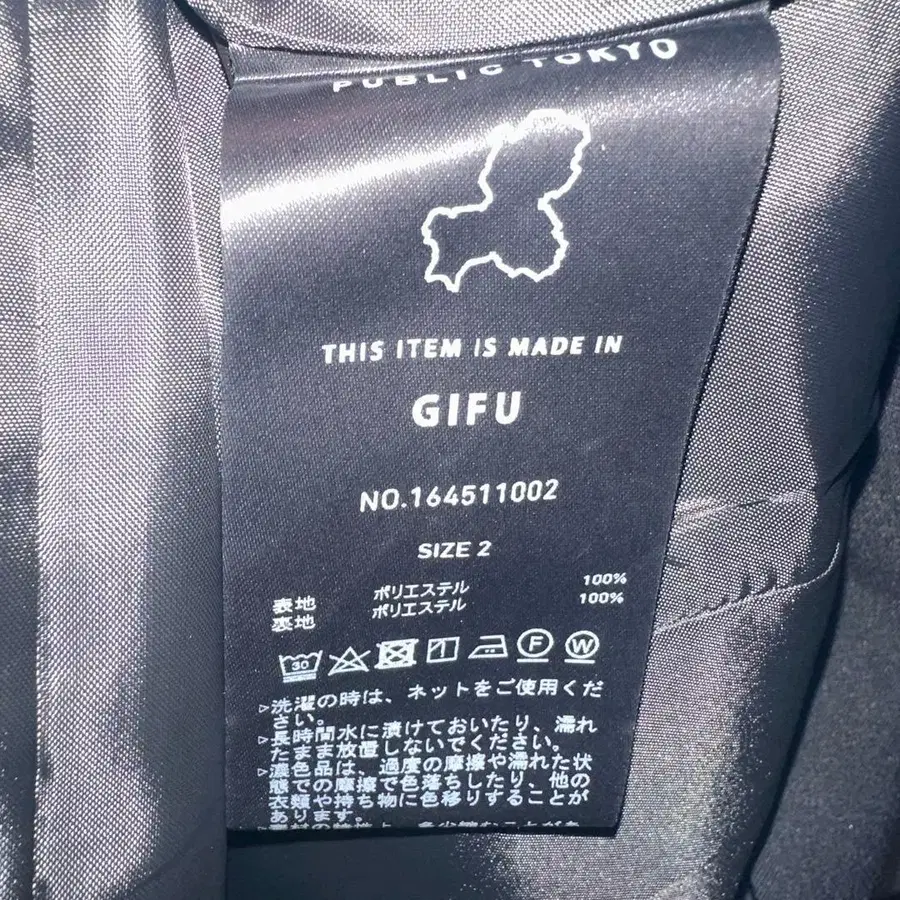 PUBLIC TOKYO
THIS ITEM IS MADE IN
GIFU
NO.164511002
SIZE 2
表地 ポリエステル 100%
裏地 ポリエステル 100%
30 F W
▷洗濯の時は、ネットをご使用くだ
さい。
▷長時間水に漬けておいたり、濡れ
たまま放置しないでください。
▷濃色品は、過度の摩擦や濡れた状
態での摩擦で色落ちしたり、他の
衣類や持ち物に色移りすることが
あります。